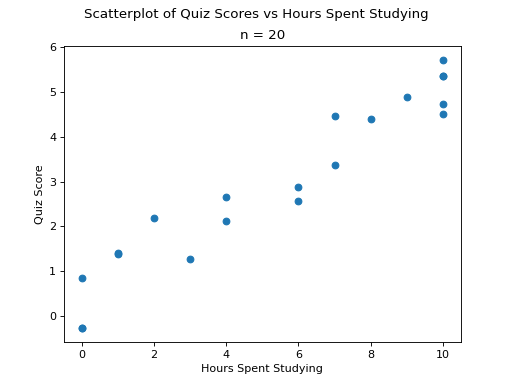 Scatterplot of Quiz Scores vs Hours Spent Studying
n = 20
6
5
4
3
2
1
0
Quiz Score
0 2 4 6 8 10
Hours Spent Studying